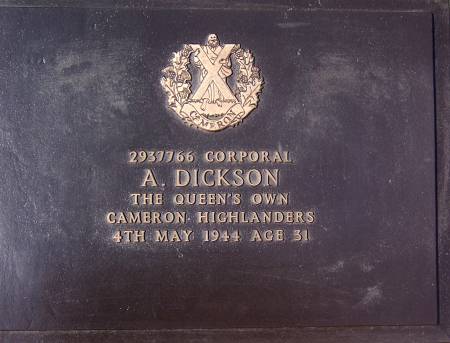 CAMERON
2937766 CORPORAL
A. DICKSON
THE QUEEN'S OWN
CAMERON HIGHLANDERS
4TH MAY 1944 AGE 31